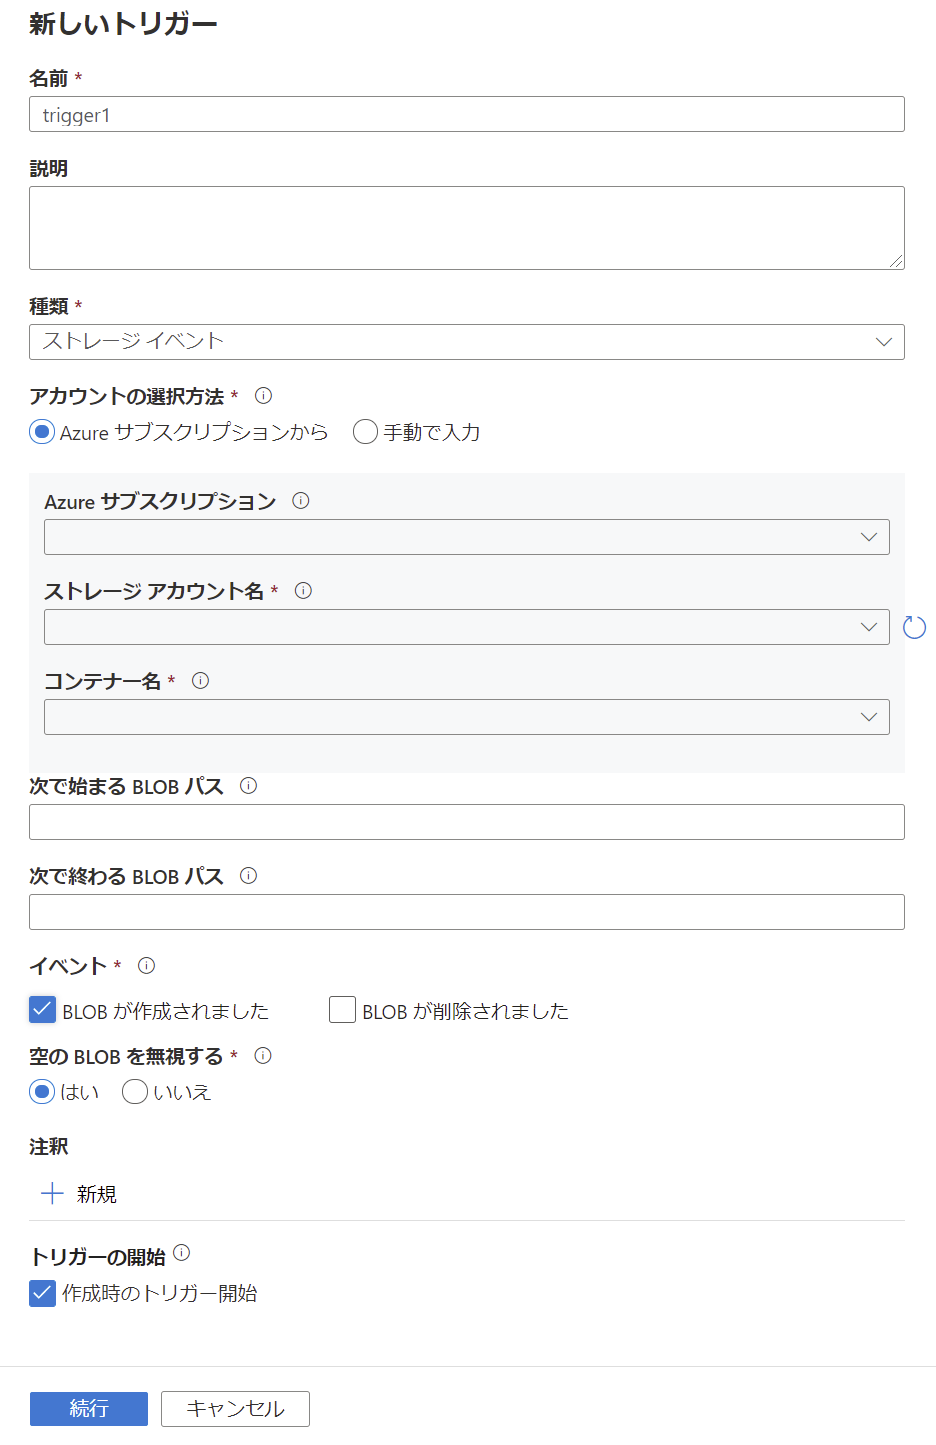 新しいトリガー
名前 *
trigger1
説明
種類 *
ストレージ イベント
アカウントの選択方法 *
Azure サブスクリプションから 手動で入力
Azure サブスクリプション
ストレージ アカウント名 *
コンテナー名 *
次で始まる BLOB パス
次で終わる BLOB パス
イベント *
BLOB が作成されました BLOB が削除されました
空の BLOB を無視する *
はい いいえ
注釈
新規
トリガーの開始
作成時のトリガー開始
続行 キャンセル